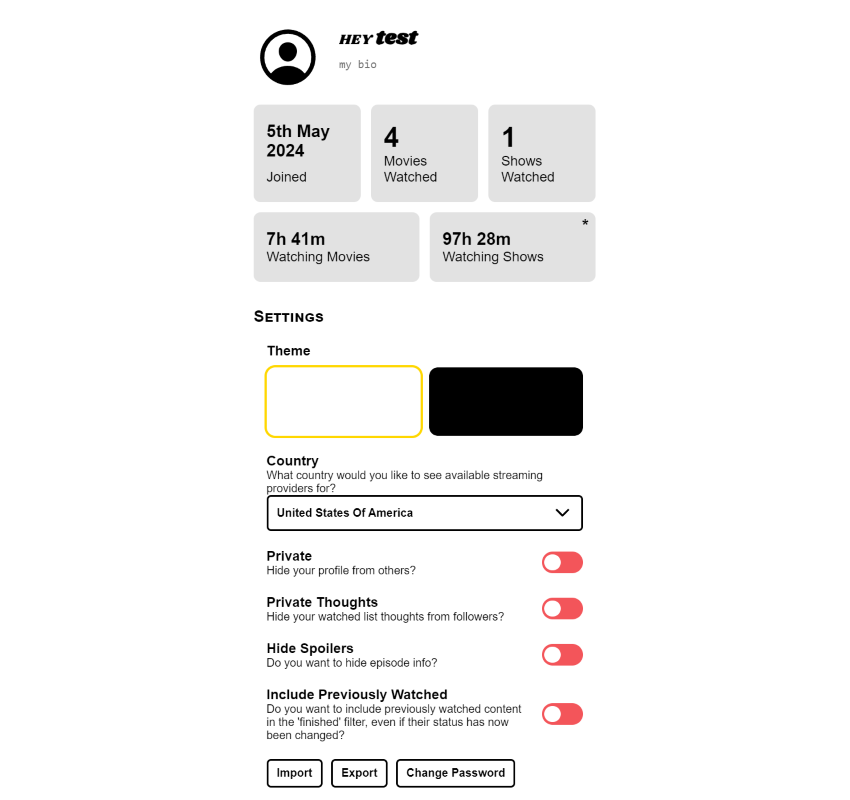 HEY test
my bio
5th May
2024
Joined
4
Movies
Watched
1
Shows
Watched
7h 41m
Watching Movies
*
97h 28m
Watching Shows
SETTINGS
Theme
Country
What country would you like to see available streaming
providers for?
United States Of America
Private
Hide your profile from others?
Private Thoughts
Hide your watched list thoughts from followers?
Hide Spoilers
Do you want to hide episode info?
Include Previously Watched
Do you want to include previously watched content
in the 'finished' filter, even if their status has now
been changed?
Import Export Change Password